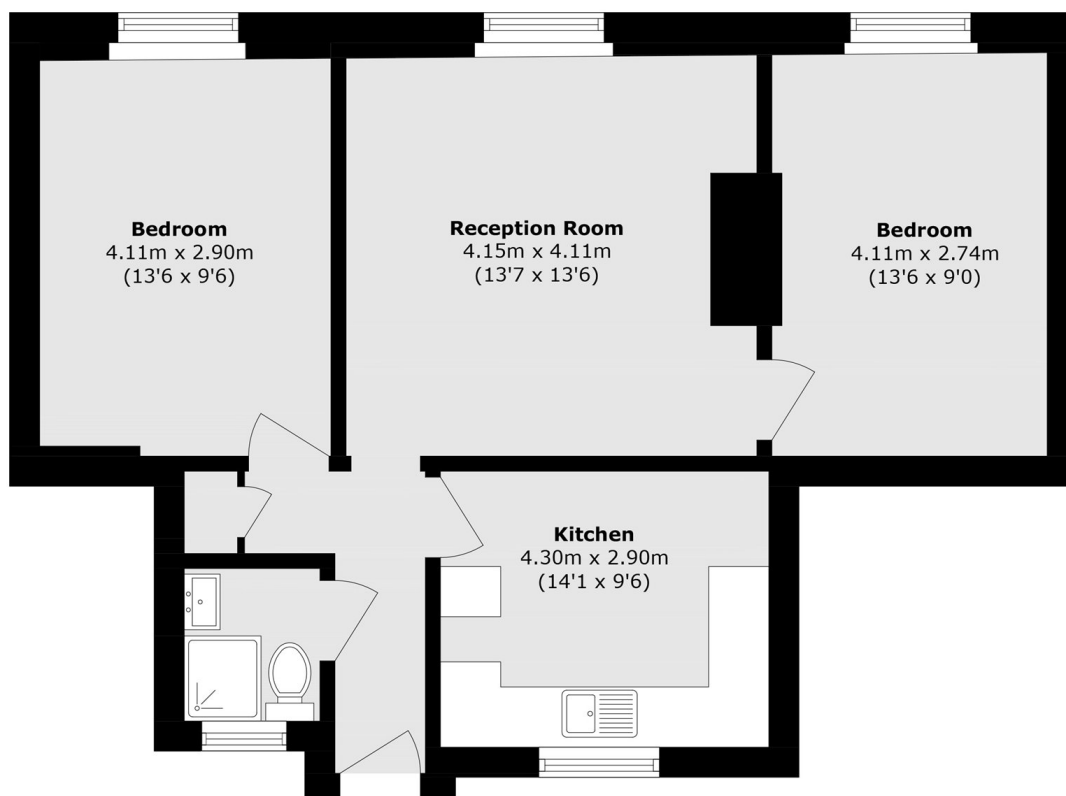 Bedroom
4.11m x 2.90m
(13'6 x 9'6)
Reception Room
4.15m x 4.11m
(13'7 x 13'6)
Bedroom
4.11m x 2.74m
(13'6 x 9'0)
Kitchen
4.30m x 2.90m
(14'1 x 9'6)